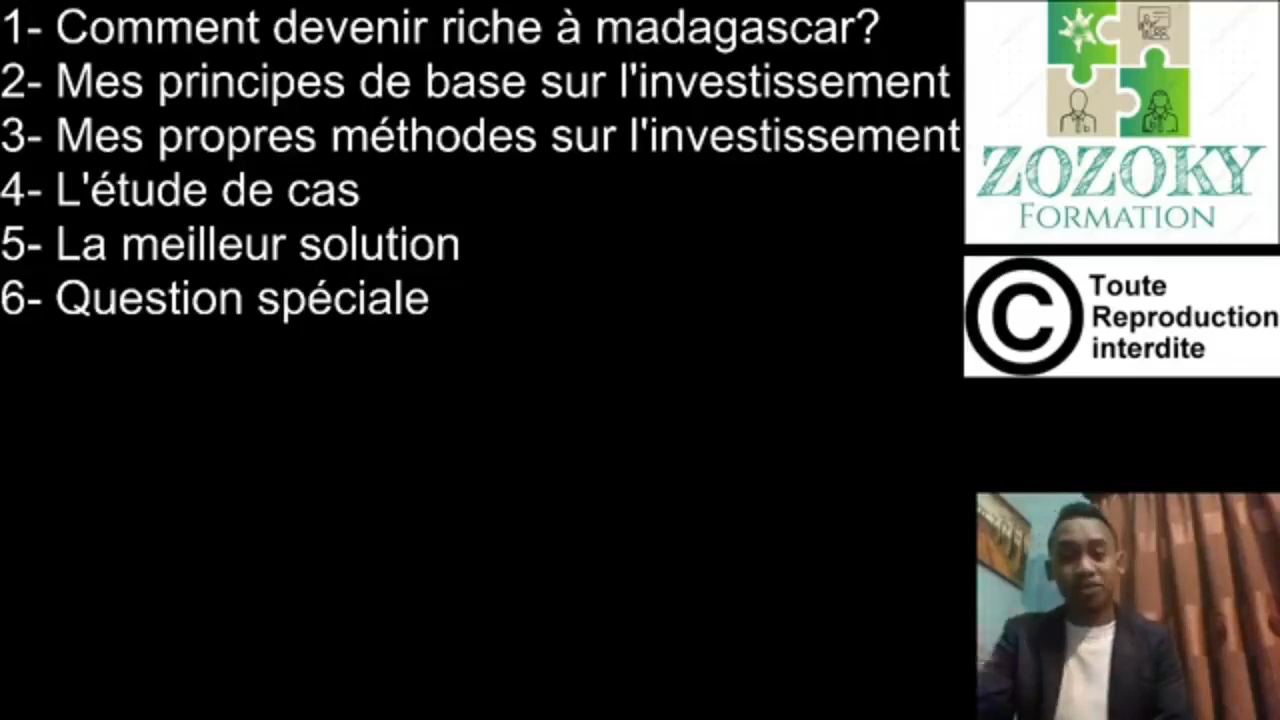 1- Comment devenir riche à madagascar?
2- Mes principes de base sur l'investissement
3- Mes propres méthodes sur l'investissement
4- L'étude de cas
5- La meilleur solution
6- Question spéciale
ZOZOKY
FORMATION
©
Toute
Reproduction
interdite